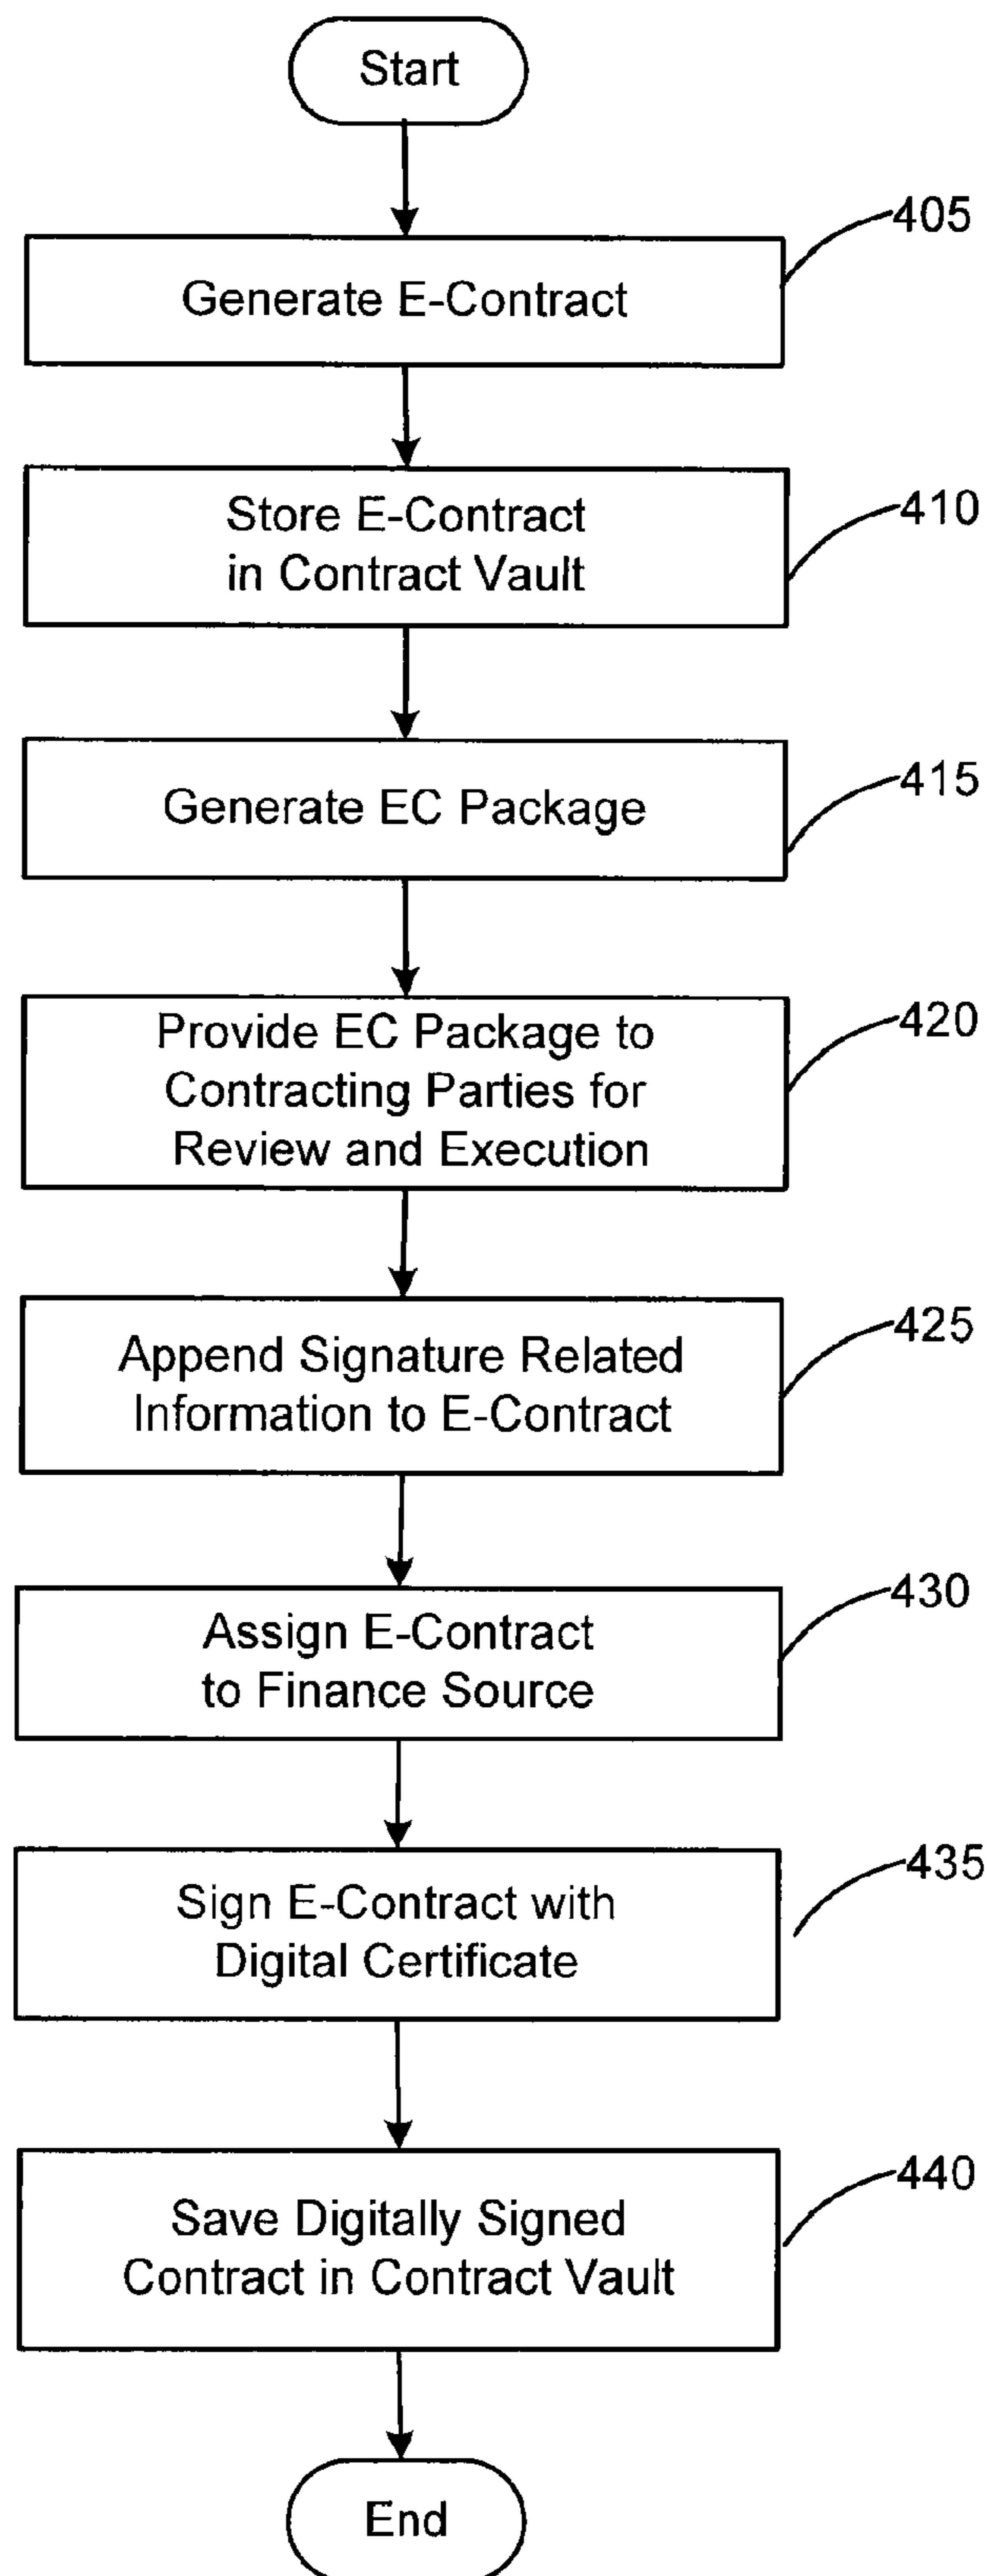 Start
405
Generate E-Contract
410
Store E-Contract
in Contract Vault
415
Generate EC Package
420
Provide EC Package to
Contracting Parties for
Review and Execution
425
Append Signature Related
Information to E-Contract
430
Assign E-Contract
to Finance Source
435
Sign E-Contract with
Digital Certificate
440
Save Digitally Signed
Contract in Contract Vault
End